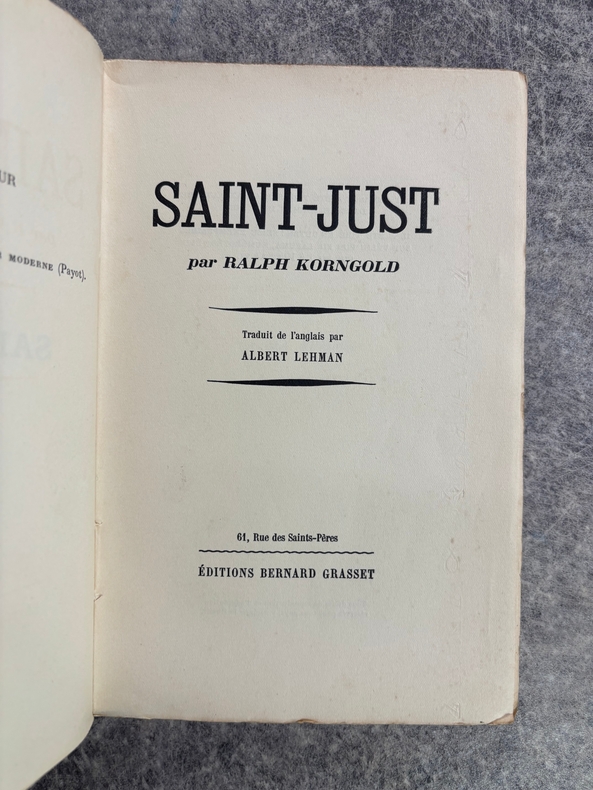 UR
MODERNE (Payot).
SAINT-JUST
par RALPH KORNGOLD
Traduit de l'anglais par
ALBERT LEHMAN
61, Rue des Saints-Pères
ÉDITIONS BERNARD GRASSET